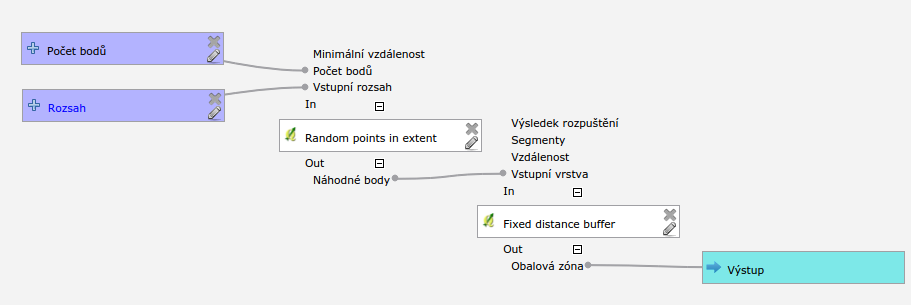 Počet bodů
Rozsah
Minimální vzdálenost
Počet bodů
Vstupní rozsah
In
Random points in extent
Out
Náhodné body
Výsledek rozpuštění
Segmenty
Vzdálenost
Vstupní vrstva
In
Fixed distance buffer
Out
Obalová zóna
Výstup